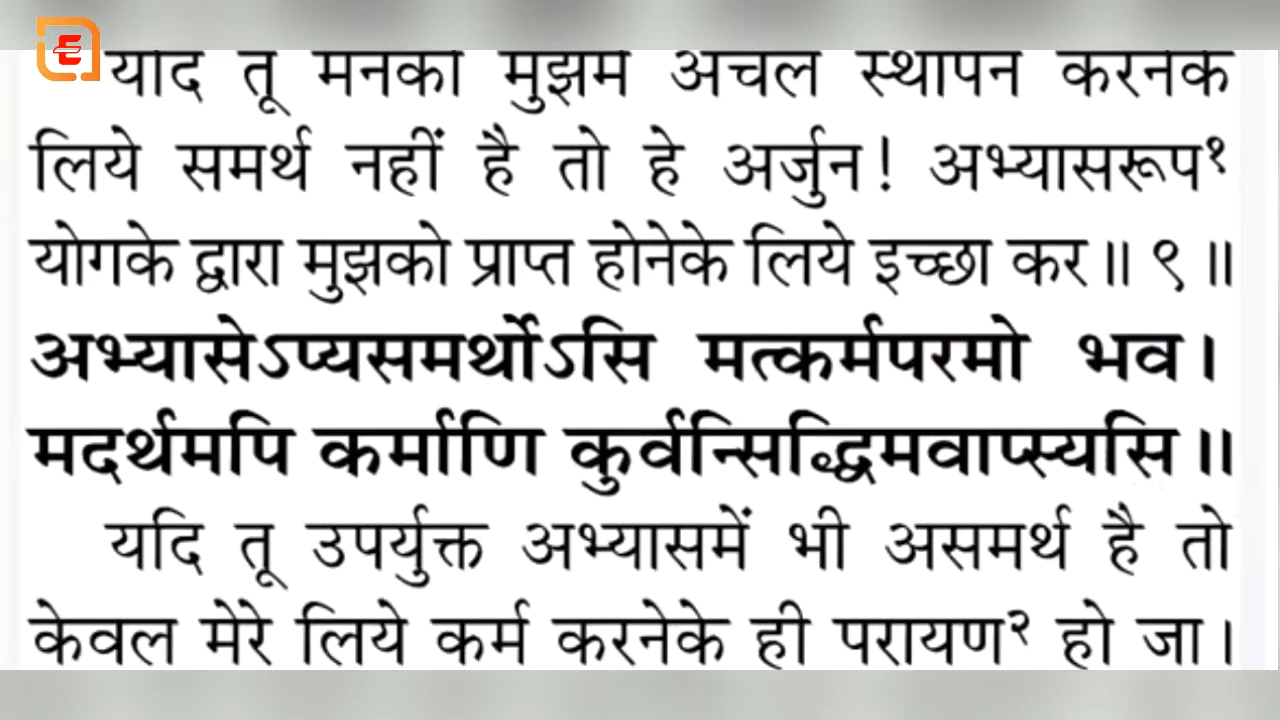 यदि तू मनको मुझमें अचल स्थापन करनेके
लिये समर्थ नहीं है तो हे अर्जुन! अभ्यासरूप१
योगके द्वारा मुझको प्राप्त होनेके लिये इच्छा कर॥ ९ ॥
अभ्यासेऽप्यसमर्थोऽसि मत्कर्मपरमो भव।
मदर्थमपि कर्माणि कुर्वन्सिद्धिमवाप्स्यसि॥
यदि तू उपर्युक्त अभ्यासमें भी असमर्थ है तो
केवल मेरे लिये कर्म करनेके ही परायण२ हो जा।